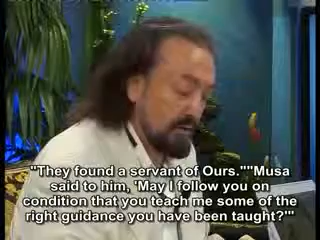 "They found a servant of Ours.""Musa
said to him, 'May I follow you on
condition that you teach me some of the
right guidance you have been taught?'"